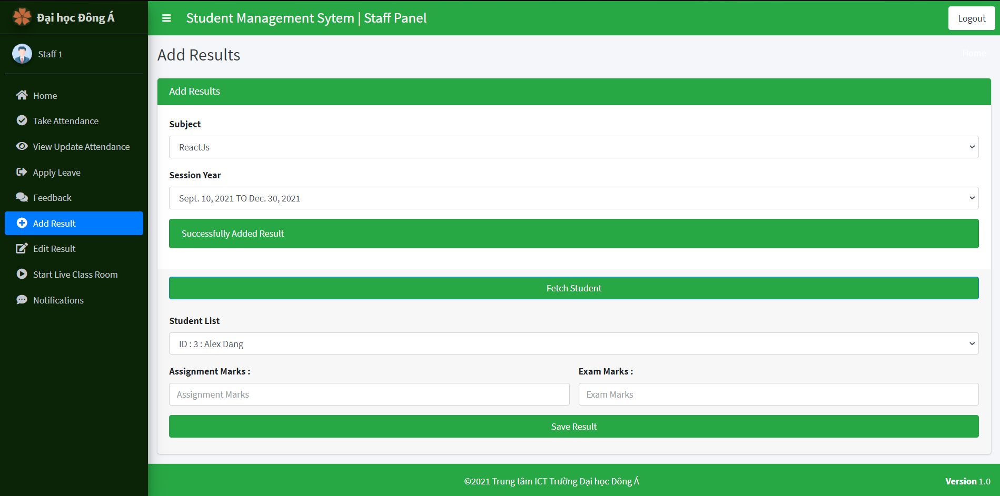 Đại học Đông Á
Student Management Sytem | Staff Panel
Logout
Staff 1
Home
Take Attendance
View Update Attendance
Apply Leave
Feedback
Add Result
Edit Result
Start Live Class Room
Notifications
Add Results
Home
Add Results
Subject
ReactJs
Session Year
Sept. 10, 2021 TO Dec. 30, 2021
Successfully Added Result
Fetch Student
Student List
ID : 3 : Alex Dang
Assignment Marks :
Exam Marks :
Assignment Marks
Exam Marks
Save Result
©2021 Trung tâm ICT Trường Đại học Đông Á
Version 1.0